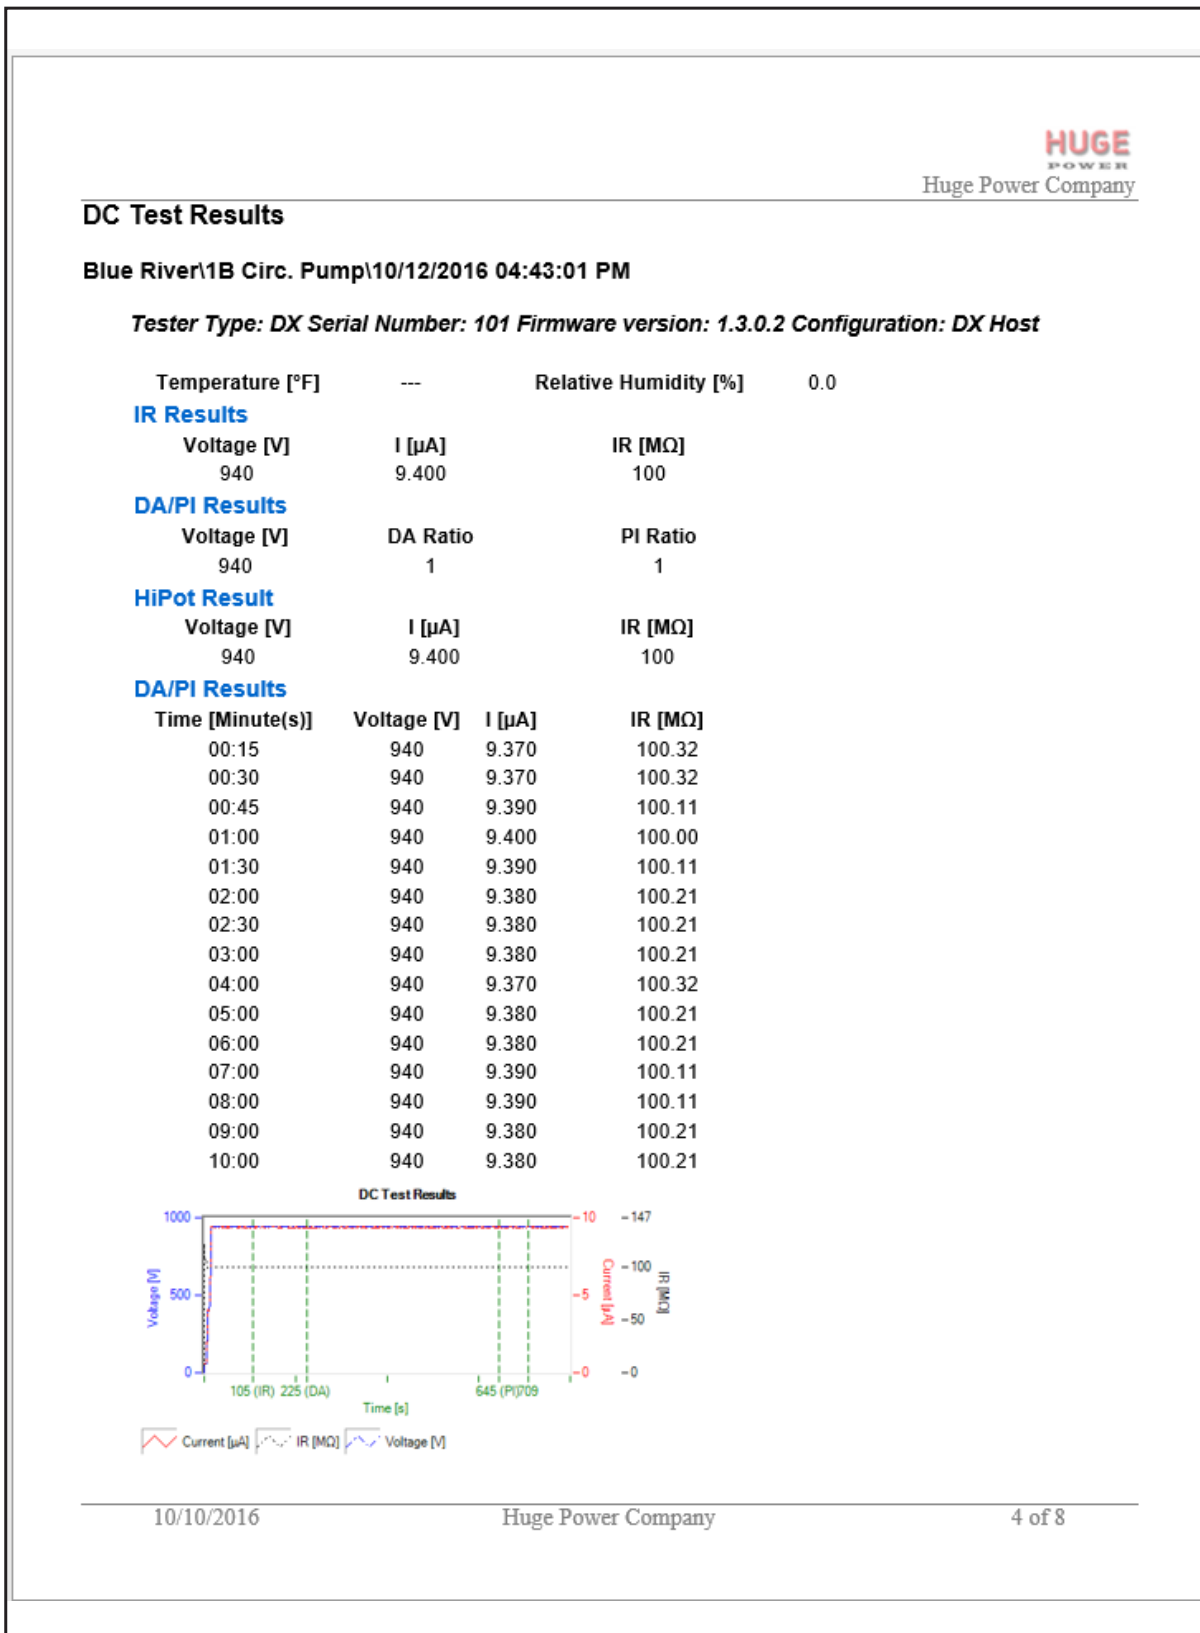 HUGE
POWER
Huge Power Company
DC Test Results
Blue River\1B Circ. Pump\10/12/2016 04:43:01 PM
Tester Type: DX Serial Number: 101 Firmware version: 1.3.0.2 Configuration: DX Host
Temperature [°F] --- Relative Humidity [%] 0.0
IR Results
Voltage [V] I [µA] IR [MΩ]
940 9.400 100
DA/PI Results
Voltage [V] DA Ratio PI Ratio
940 1 1
HiPot Result
Voltage [V] I [µA] IR [MΩ]
940 9.400 100
DA/PI Results
Time [Minute(s)] Voltage [V] I [µA] IR [MΩ]
00:15 940 9.370 100.32
00:30 940 9.370 100.32
00:45 940 9.390 100.11
01:00 940 9.400 100.00
01:30 940 9.390 100.11
02:00 940 9.380 100.21
02:30 940 9.380 100.21
03:00 940 9.380 100.21
04:00 940 9.370 100.32
05:00 940 9.380 100.21
06:00 940 9.380 100.21
07:00 940 9.390 100.11
08:00 940 9.390 100.11
09:00 940 9.380 100.21
10:00 940 9.380 100.21
DC Test Results
1000 10 147
100
500 5
50
0 0 0
Voltage [V]
Current [µA]
IR [MΩ]
105 (IR) 225 (DA) 645 (PI)709
Time [s]
Current [µA] IR [MΩ] Voltage [V]
10/10/2016 Huge Power Company 4 of 8